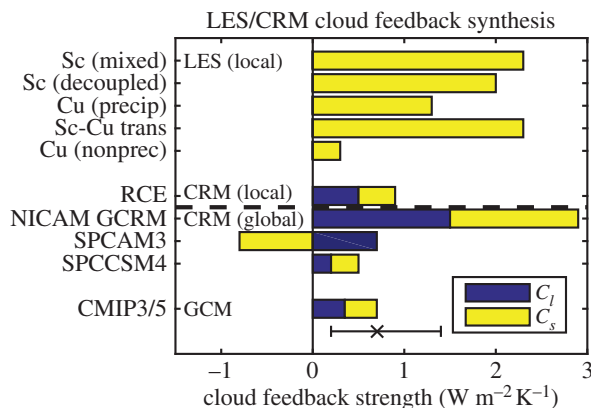 LES/CRM cloud feedback synthesis
Sc (mixed) LES (local)
Sc (decoupled)
Cu (precip)
Sc-Cu trans
Cu (nonprec)
RCE CRM (local)
NICAM GCRM CRM (global)
SPCAM3
SPCCSM4
CMIP3/5 GCM
C_l
C_s
−1 0 1 2 3
cloud feedback strength (W m⁻² K⁻¹)